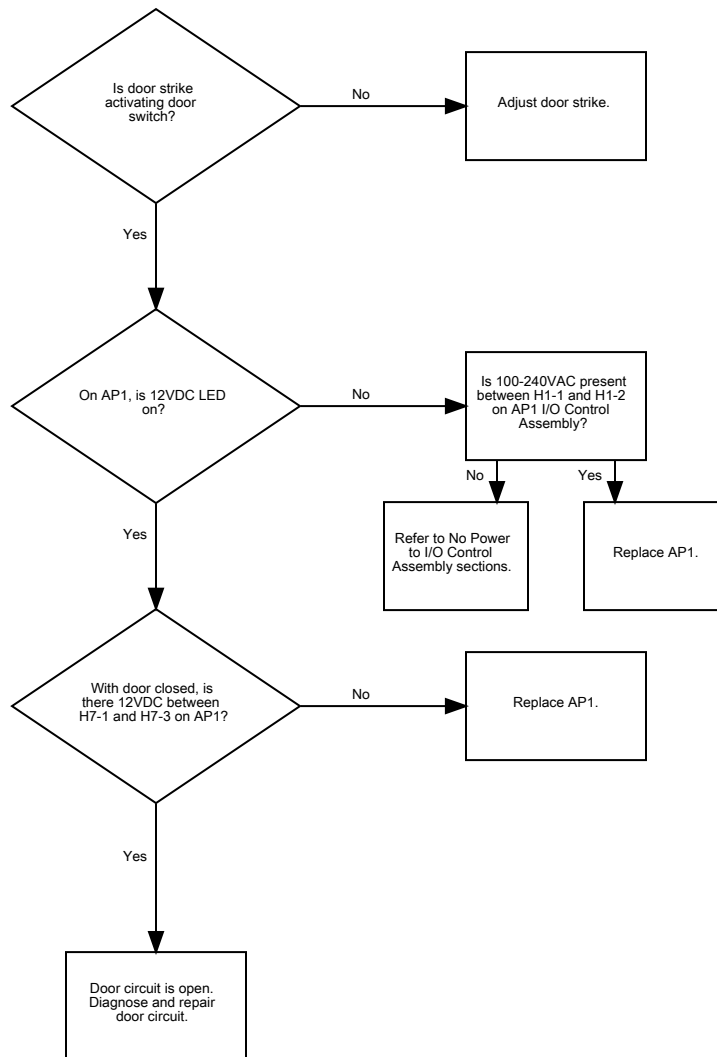 Is door strike
activating door
switch?
No
Adjust door strike.
Yes
On AP1, is 12VDC LED
on?
No
Is 100-240VAC present
between H1-1 and H1-2
on AP1 I/O Control
Assembly?
No
Yes
Refer to No Power
to I/O Control
Assembly sections.
Replace AP1.
Yes
With door closed, is
there 12VDC between
H7-1 and H7-3 on AP1?
No
Replace AP1.
Yes
Door circuit is open.
Diagnose and repair
door circuit.